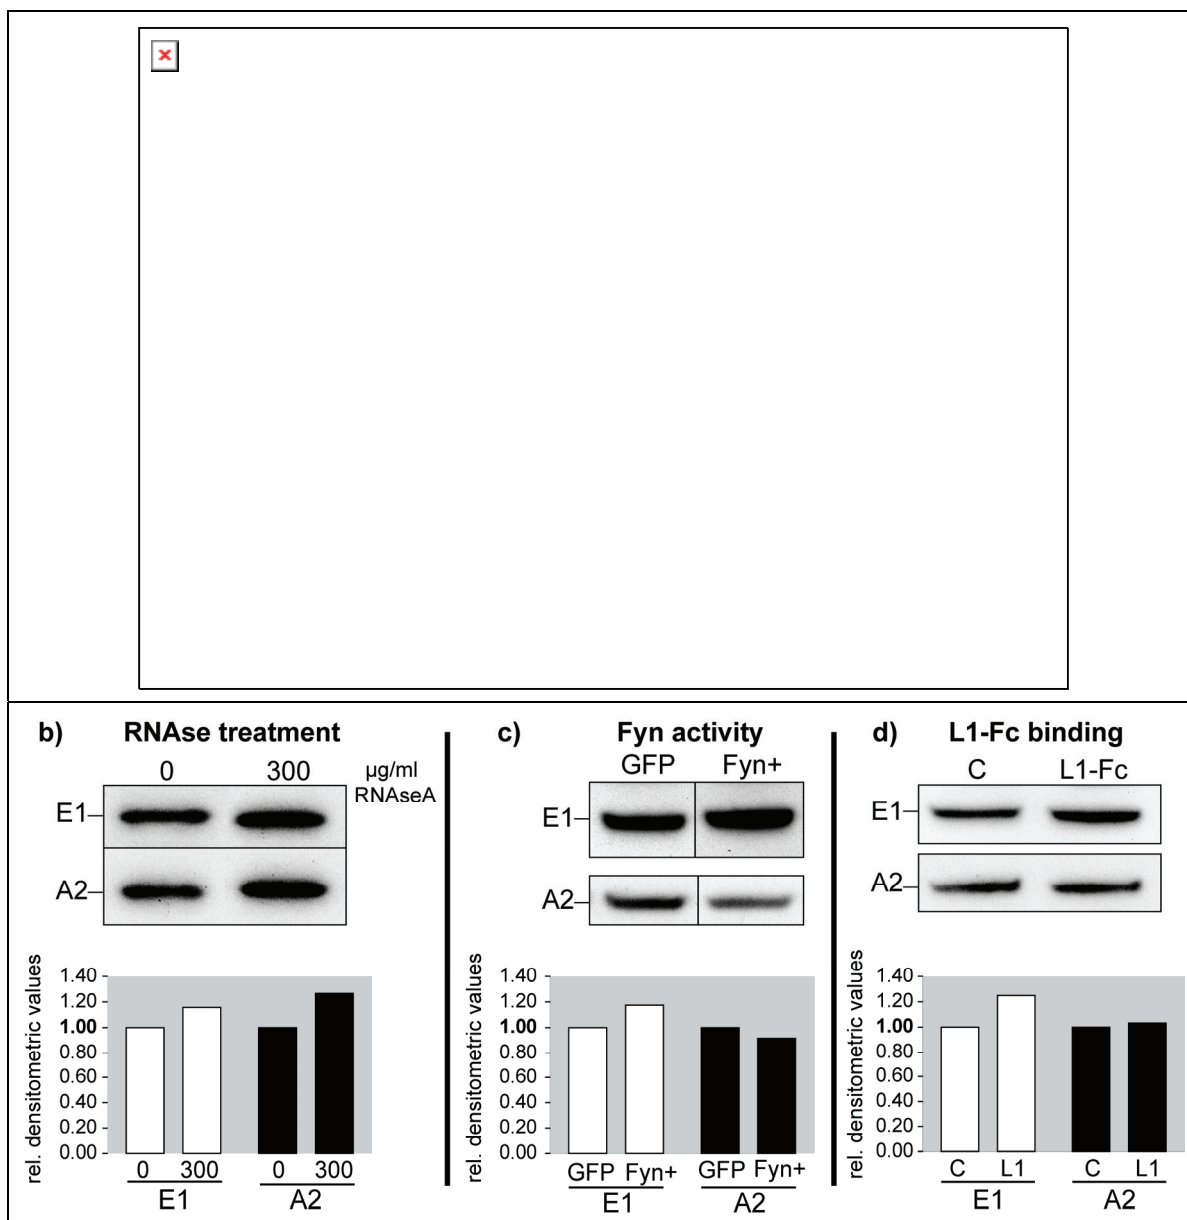 b) RNAse treatment
0 300 µg/ml
RNAseA
E1
A2
rel. densitometric values
1.40
1.20
1.00
0.80
0.60
0.40
0.20
0.00
0 300 0 300
E1 A2
c) Fyn activity
GFP Fyn+
E1
A2
rel. densitometric values
1.40
1.20
1.00
0.80
0.60
0.40
0.20
0.00
GFP Fyn+ GFP Fyn+
E1 A2
d) L1-Fc binding
C L1-Fc
E1
A2
rel. densitometric values
1.40
1.20
1.00
0.80
0.60
0.40
0.20
0.00
C L1 C L1
E1 A2